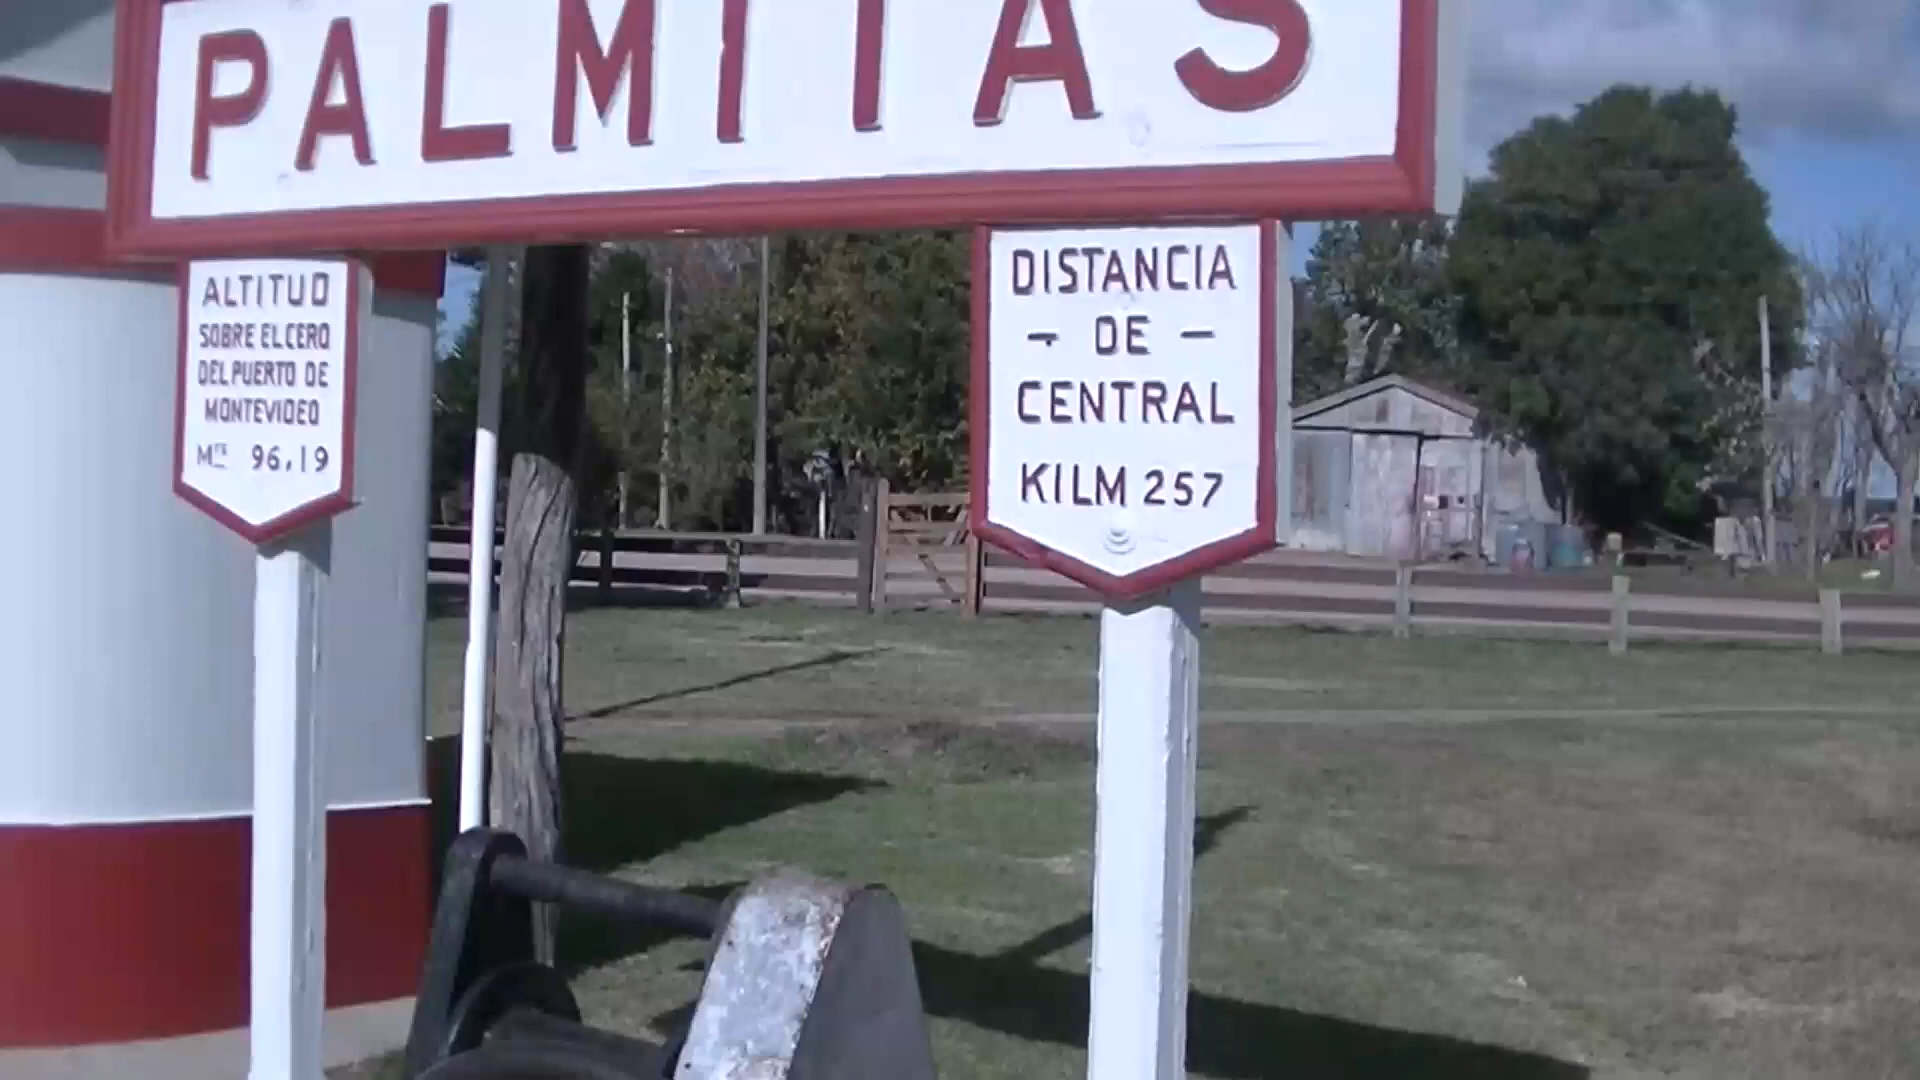 PALMITAS
ALTITUD
SOBRE EL CERO
DEL PUERTO DE
MONTEVIDEO
Mts 96,19
DISTANCIA
- DE -
CENTRAL
KILM 257